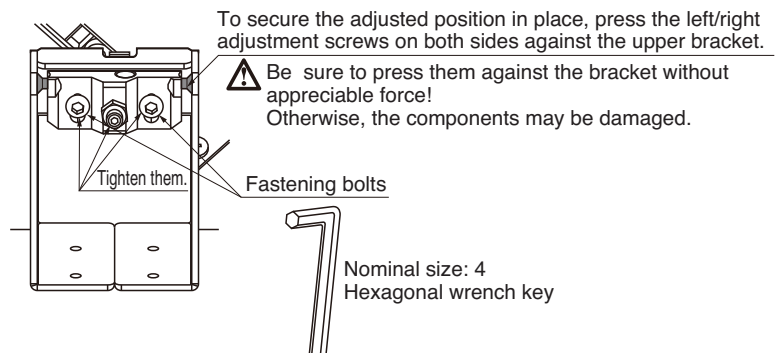 To secure the adjusted position in place, press the left/right
adjustment screws on both sides against the upper bracket.
Be sure to press them against the bracket without
appreciable force!
Otherwise, the components may be damaged.
Tighten them.
Fastening bolts
Nominal size: 4
Hexagonal wrench key